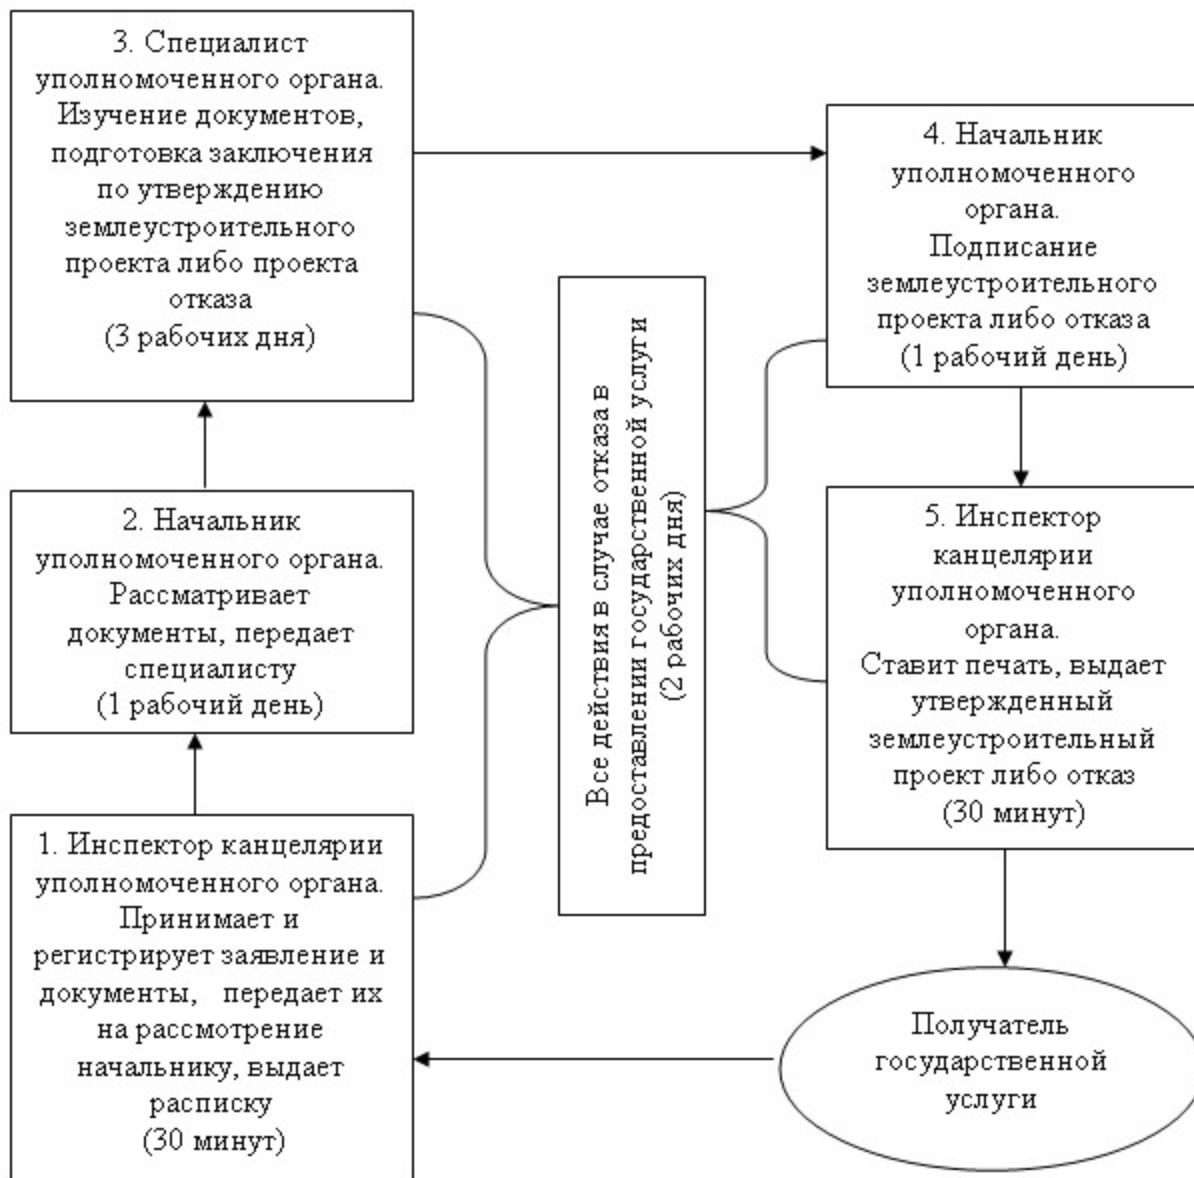 3. Специалист
уполномоченного органа.
Изучение документов,
подготовка заключения
по утверждению
землеустроительного
проекта либо проекта
отказа
(3 рабочих дня)
4. Начальник
уполномоченного
органа.
Подписание
землеустроительного
проекта либо отказа
(1 рабочий день)
Все действия в случае отказа в
предоставлении государственной услуги
(2 рабочих дня)
2. Начальник
уполномоченного органа.
Рассматривает
документы, передает
специалисту
(1 рабочий день)
5. Инспектор
канцелярии
уполномоченного
органа.
Ставит печать, выдает
утвержденный
землеустроительный
проект либо отказ
(30 минут)
1. Инспектор канцелярии
уполномоченного органа.
Принимает и
регистрирует заявление и
документы, передает их
на рассмотрение
начальнику, выдает
расписку
(30 минут)
Получатель
государственной
услуги